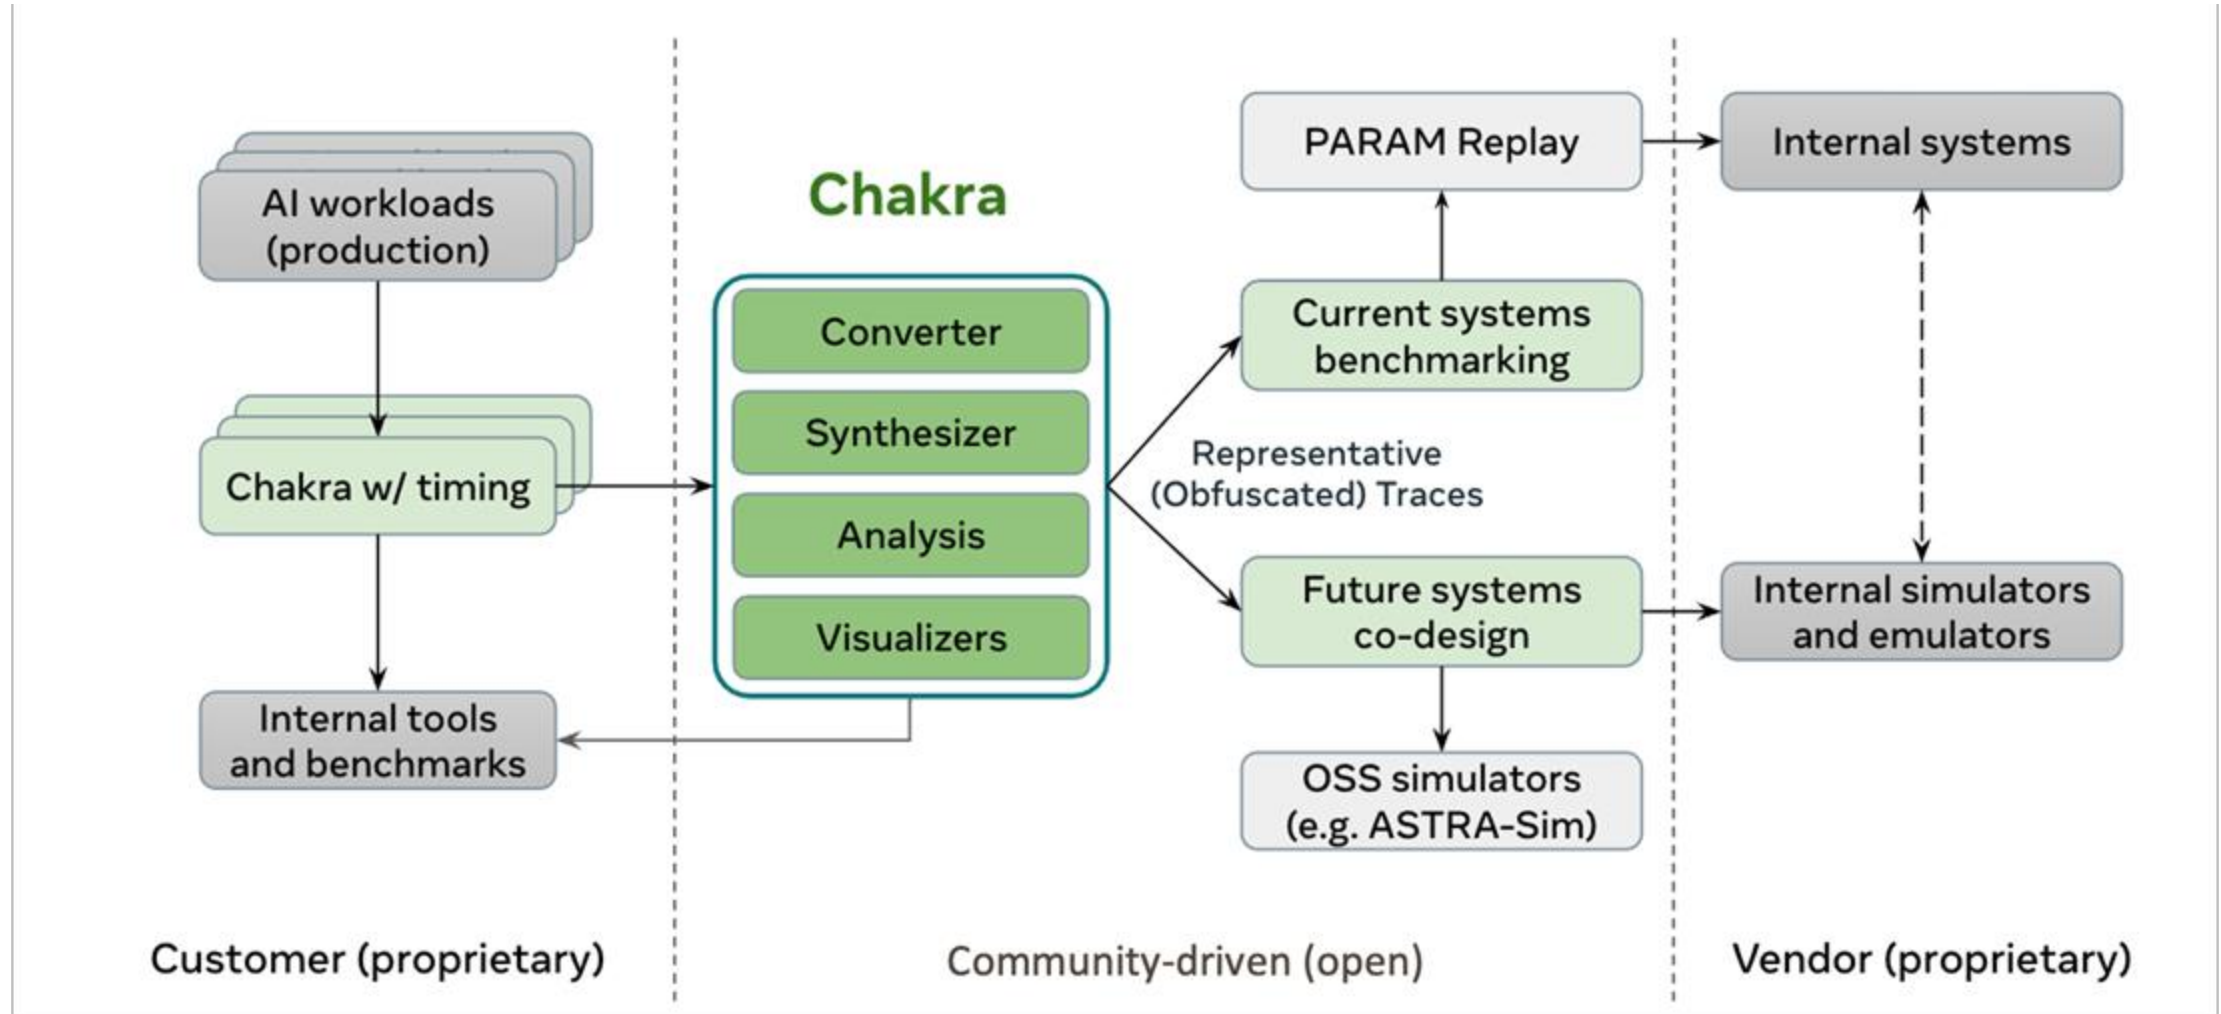 AI workloads
(production)
Chakra w/ timing
Internal tools
and benchmarks
Customer (proprietary)
Chakra
Converter
Synthesizer
Analysis
Visualizers
PARAM Replay
Current systems
benchmarking
Representative
(Obfuscated) Traces
Future systems
co-design
OSS simulators
(e.g. ASTRA-Sim)
Community-driven (open)
Internal systems
Internal simulators
and emulators
Vendor (proprietary)